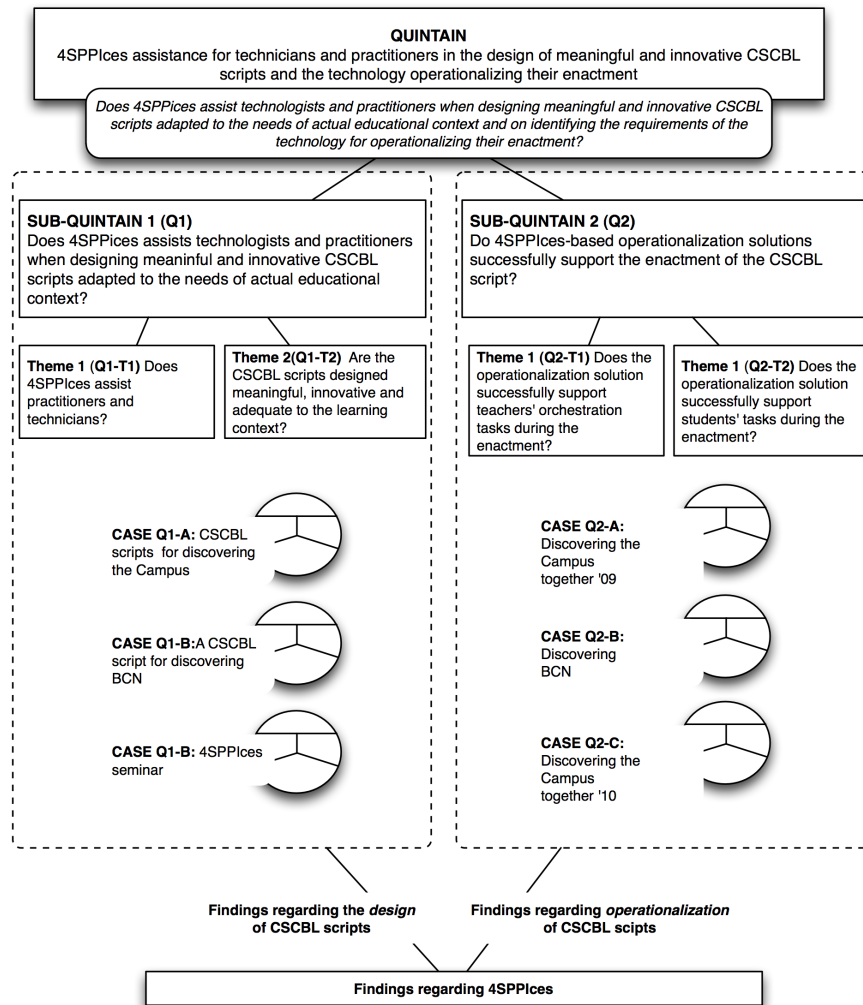 QUINTAIN
4SPPIces assistance for technicians and practitioners in the design of meaningful and innovative CSCBL
scripts and the technology operationalizing their enactment
Does 4SPPices assist technologists and practitioners when designing meaningful and innovative CSCBL
scripts adapted to the needs of actual educational context and on identifying the requirements of the
technology for operationalizing their enactment?
SUB-QUINTAIN 1 (Q1)
Does 4SPPices assists technologists and practitioners
when designing meaninful and innovative CSCBL
scripts adapted to the needs of actual educational
context?
SUB-QUINTAIN 2 (Q2)
Do 4SPPIces-based operationalization solutions
successfully support the enactment of the CSCBL
script?
Theme 1 (Q1-T1) Does
4SPPIces assist
practitioners and
technicians?
Theme 2(Q1-T2) Are the
CSCBL scripts designed
meaningful, innovative and
adequate to the learning
context?
Theme 1 (Q2-T1) Does the
operationalization solution
successfully support
teachers' orchestration
tasks during the
enactment?
Theme 1 (Q2-T2) Does the
operationalization solution
successfully support
students' tasks during the
enactment?
CASE Q1-A: CSCBL
scripts for discovering
the Campus
CASE Q1-B:A CSCBL
script for discovering
BCN
CASE Q1-B: 4SPPIces
seminar
CASE Q2-A:
Discovering the
Campus
together '09
CASE Q2-B:
Discovering
BCN
CASE Q2-C:
Discovering the
Campus
together '10
Findings regarding the design
of CSCBL scripts
Findings regarding operationalization
of CSCBL scipts
Findings regarding 4SPPIces